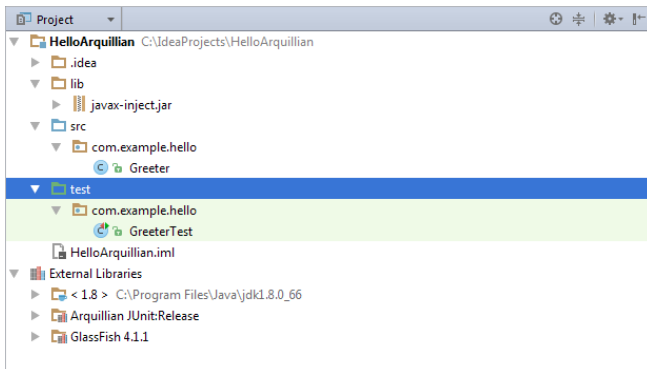 Project
HelloArquillian C:\IdeaProjects\HelloArquillian
.idea
lib
javax-inject.jar
src
com.example.hello
C Greeter
test
com.example.hello
C GreeterTest
HelloArquillian.iml
External Libraries
< 1.8 > C:\Program Files\Java\jdk1.8.0_66
Arquillian JUnit:Release
GlassFish 4.1.1